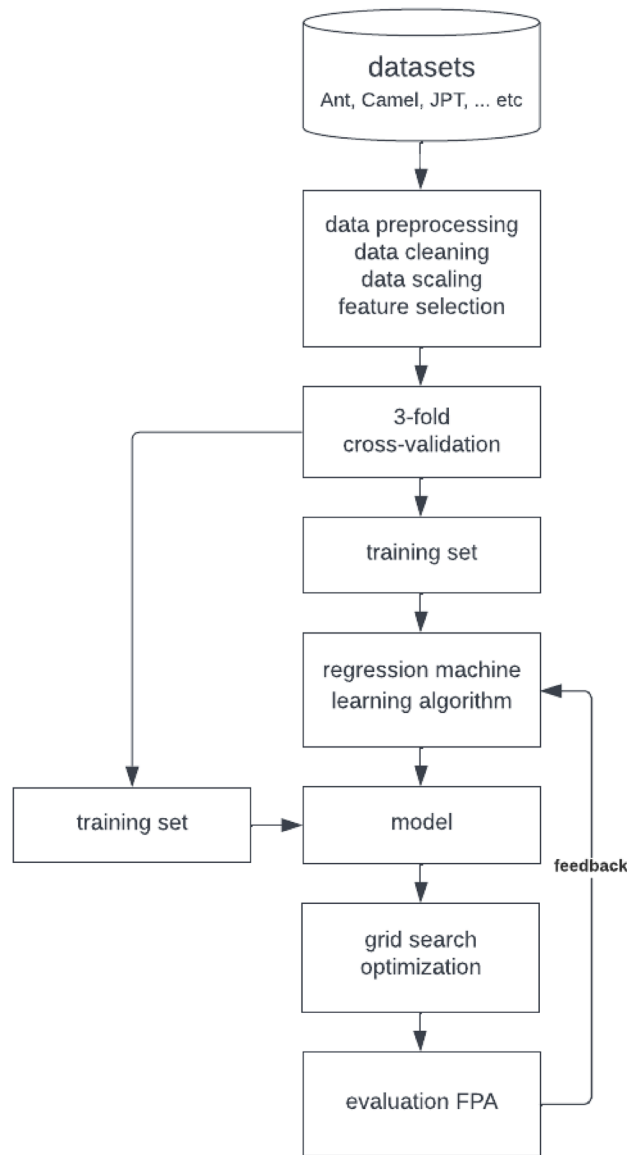 datasets
Ant, Camel, JPT, ... etc
data preprocessing
data cleaning
data scaling
feature selection
3-fold
cross-validation
training set
regression machine
learning algorithm
training set
model
feedback
grid search
optimization
evaluation FPA